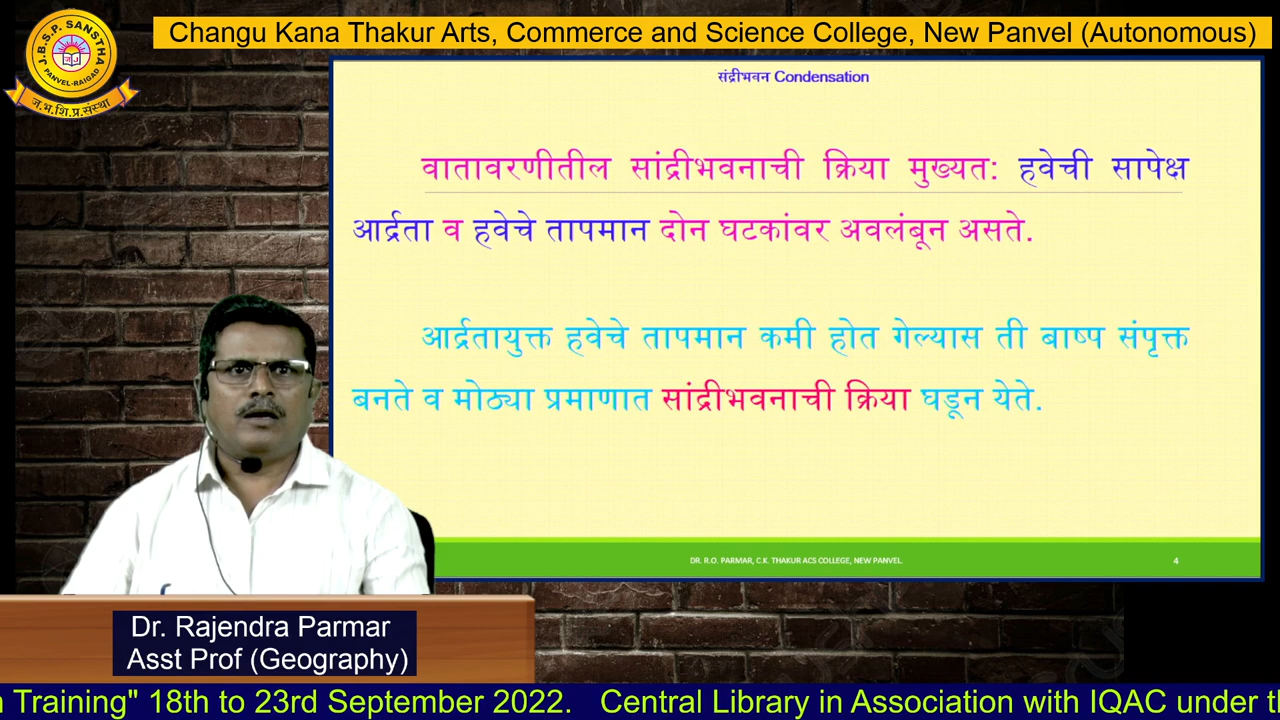 J.B.S.P. SANSTHA
PANVEL-RAIGAD
ज.भ.शि.प्र.संस्था
Changu Kana Thakur Arts, Commerce and Science College, New Panvel (Autonomous)
संद्रीभवन Condensation
वातावरणीतील सांद्रीभवनाची क्रिया मुख्यत: हवेची सापेक्ष
आर्द्रता व हवेचे तापमान दोन घटकांवर अवलंबून असते.
आर्द्रतायुक्त हवेचे तापमान कमी होत गेल्यास ती बाष्प संपृक्त
बनते व मोठ्या प्रमाणात सांद्रीभवनाची क्रिया घडून येते.
DR. R.O. PARMAR, C.K. THAKUR ACS COLLEGE, NEW PANVEL.
4
Dr. Rajendra Parmar
Asst Prof (Geography)
n Training" 18th to 23rd September 2022. Central Library in Association with IQAC under th